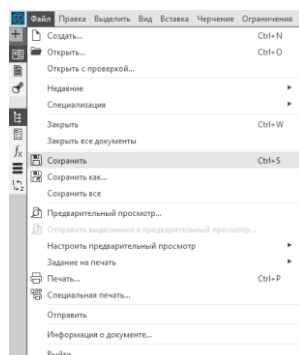 Файл Правка Выделить Вид Вставка Черчение Ограничения
Создать... Ctrl+N
Открыть... Ctrl+O
Открыть с проверкой...
Недавние
Специализация
Закрыть Ctrl+W
Закрыть все документы
Сохранить Ctrl+S
Сохранить как...
Сохранить все
Предварительный просмотр...
Отправить выделенное в предварительный просмотр...
Настроить предварительный просмотр
Задание на печать
Печать... Ctrl+P
Специальная печать...
Отправить
Информация о документе...
Выйти